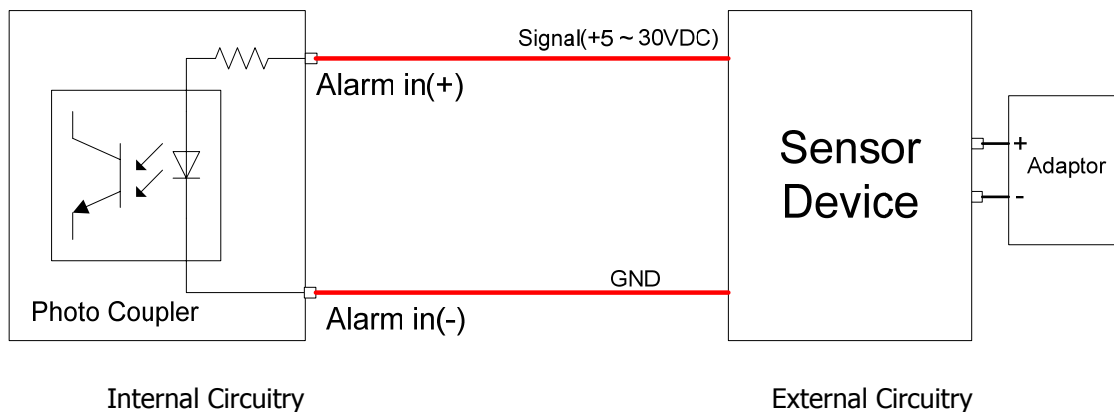 Signal(+5 ~ 30VDC)
Alarm in(+)
Sensor
Device
+
Adaptor
-
GND
Photo Coupler
Alarm in(-)
Internal Circuitry
External Circuitry